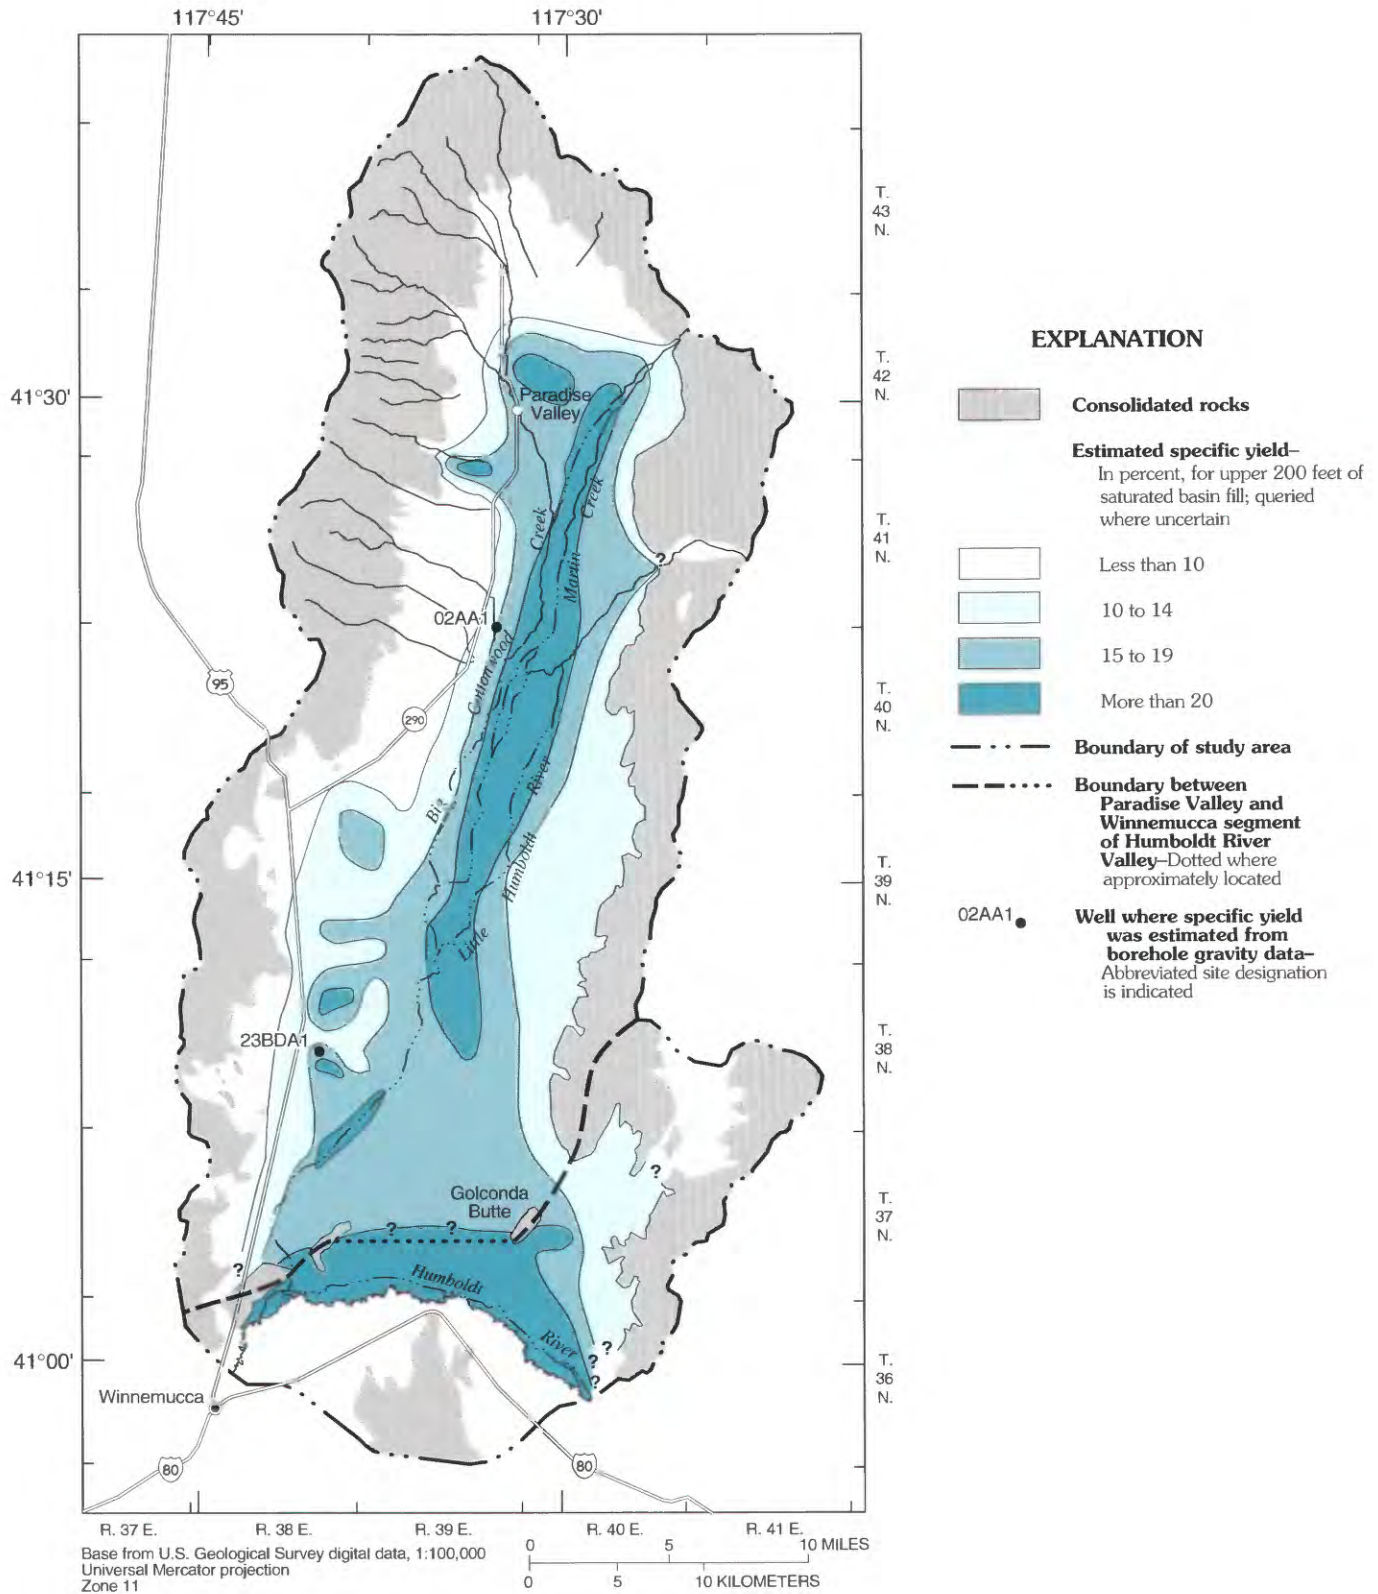 117°45'
117°30'
T.
43
N.
T.
42
N.
41°30'
Paradise
Valley
T.
41
N.
Creek
Creek
Martin
?
02AA1
Cottonwood
95
290
T.
40
N.
River
Big
Humboldt
41°15'
T.
39
N.
Little
23BDA1
T.
38
N.
?
Golconda
Butte
T.
37
N.
?
?
?
Humboldt
River
?
?
?
41°00'
T.
36
N.
Winnemucca
80
80
R. 37 E.
R. 38 E.
R. 39 E.
R. 40 E.
R. 41 E.
Base from U.S. Geological Survey digital data, 1:100,000
Universal Mercator projection
Zone 11
0 5 10 MILES
0 5 10 KILOMETERS
EXPLANATION
Consolidated rocks
Estimated specific yield–
In percent, for upper 200 feet of
saturated basin fill; queried
where uncertain
Less than 10
10 to 14
15 to 19
More than 20
Boundary of study area
Boundary between
Paradise Valley and
Winnemucca segment
of Humboldt River
Valley–Dotted where
approximately located
02AA1
Well where specific yield
was estimated from
borehole gravity data–
Abbreviated site designation
is indicated